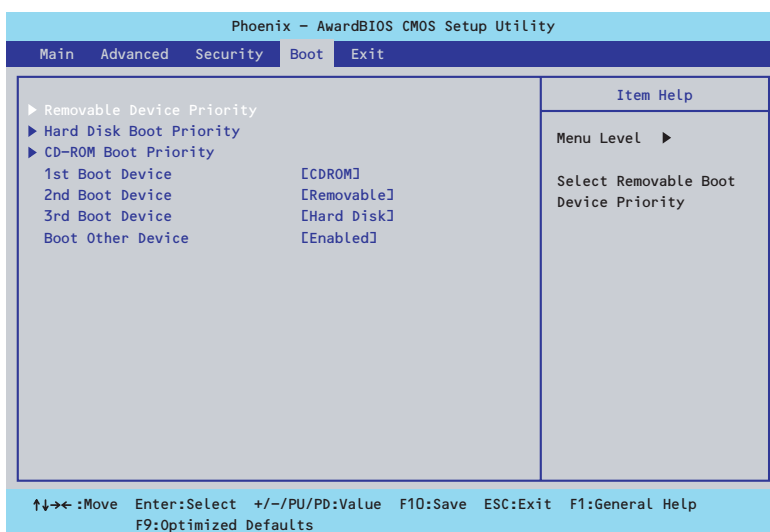 Phoenix – AwardBIOS CMOS Setup Utility
Main Advanced Security Boot Exit
▶ Removable Device Priority
▶ Hard Disk Boot Priority
▶ CD-ROM Boot Priority
1st Boot Device [CDROM]
2nd Boot Device [Removable]
3rd Boot Device [Hard Disk]
Boot Other Device [Enabled]
Item Help
Menu Level ▶
Select Removable Boot
Device Priority
↑↓→←:Move Enter:Select +/-/PU/PD:Value F10:Save ESC:Exit F1:General Help
F9:Optimized Defaults